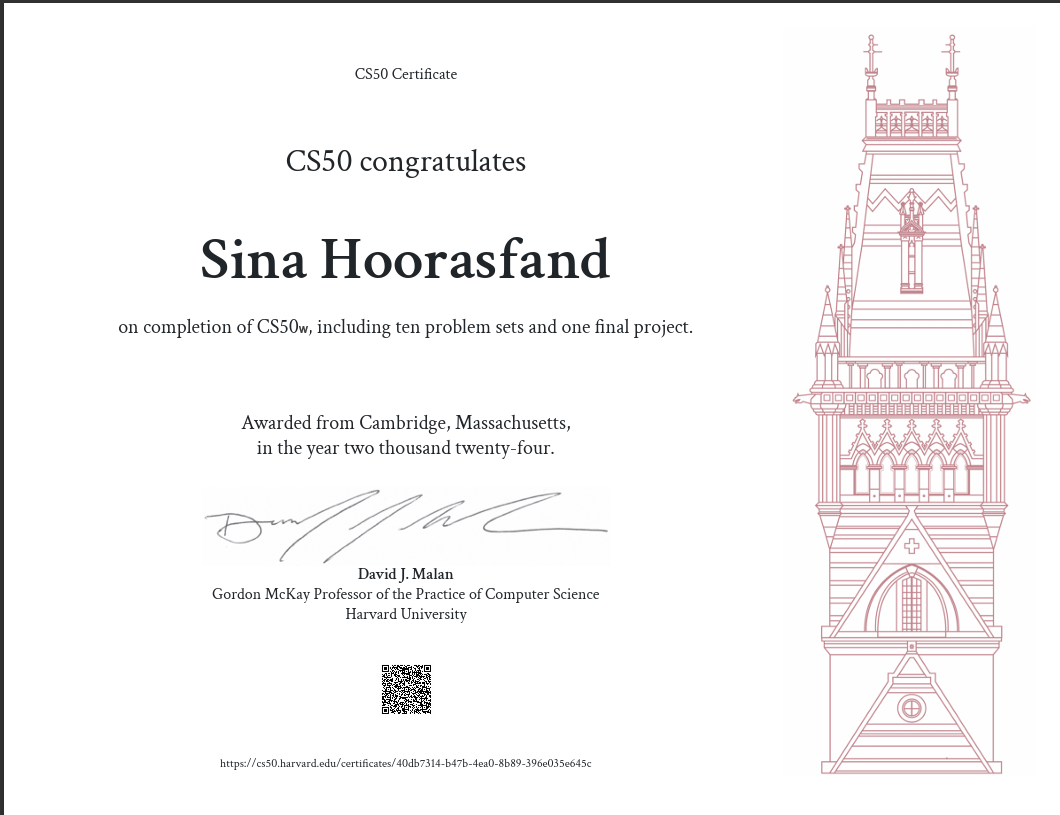 CS50 Certificate
CS50 congratulates
Sina Hoorasfand
on completion of CS50w, including ten problem sets and one final project.
Awarded from Cambridge, Massachusetts,
in the year two thousand twenty-four.
David J. Malan
Gordon McKay Professor of the Practice of Computer Science
Harvard University
https://cs50.harvard.edu/certificates/40db7314-b47b-4ea0-8b89-396e035e645c